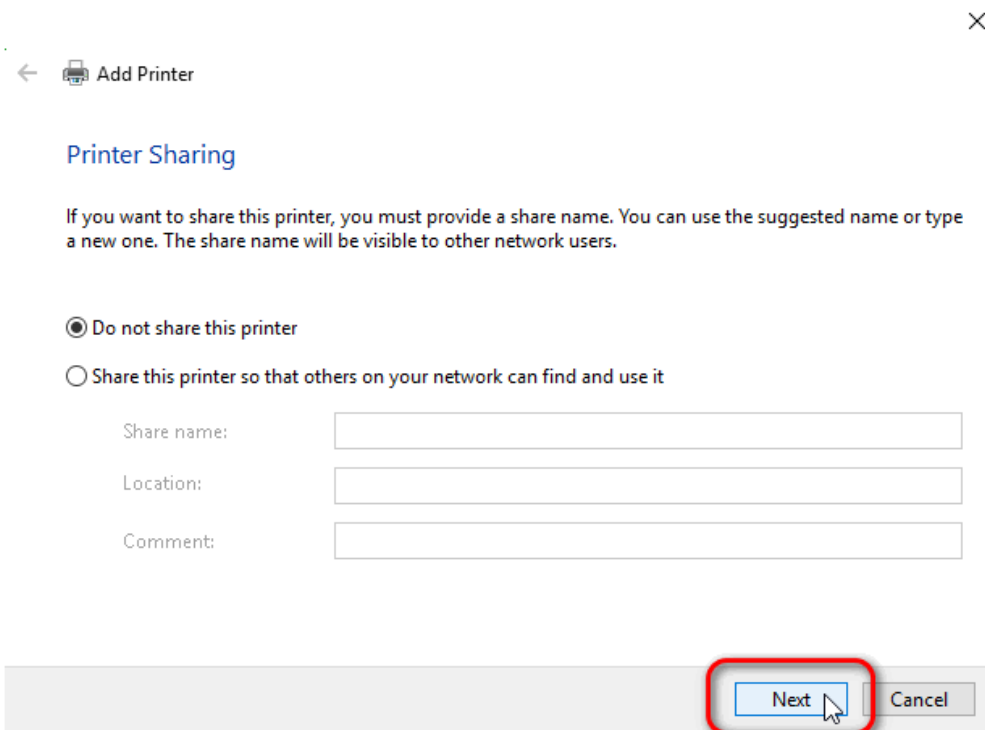 Add Printer
Printer Sharing
If you want to share this printer, you must provide a share name. You can use the suggested name or type
a new one. The share name will be visible to other network users.
Do not share this printer
Share this printer so that others on your network can find and use it
Share name:
Location:
Comment:
Next
Cancel